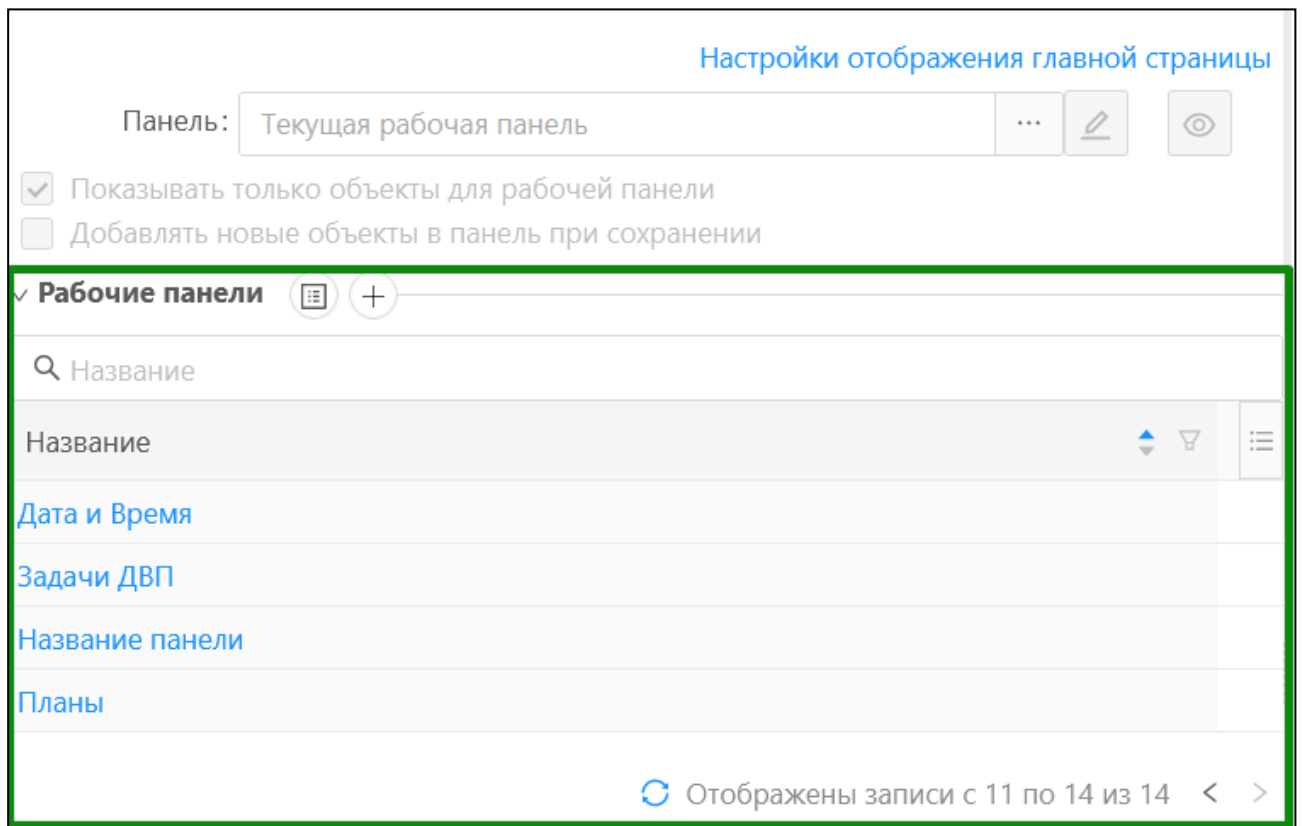 Настройки отображения главной страницы
Панель: Текущая рабочая панель ...
Показывать только объекты для рабочей панели
Добавлять новые объекты в панель при сохранении
Рабочие панели
Название
Название
Дата и Время
Задачи ДВП
Название панели
Планы
Отображены записи с 11 по 14 из 14 < >